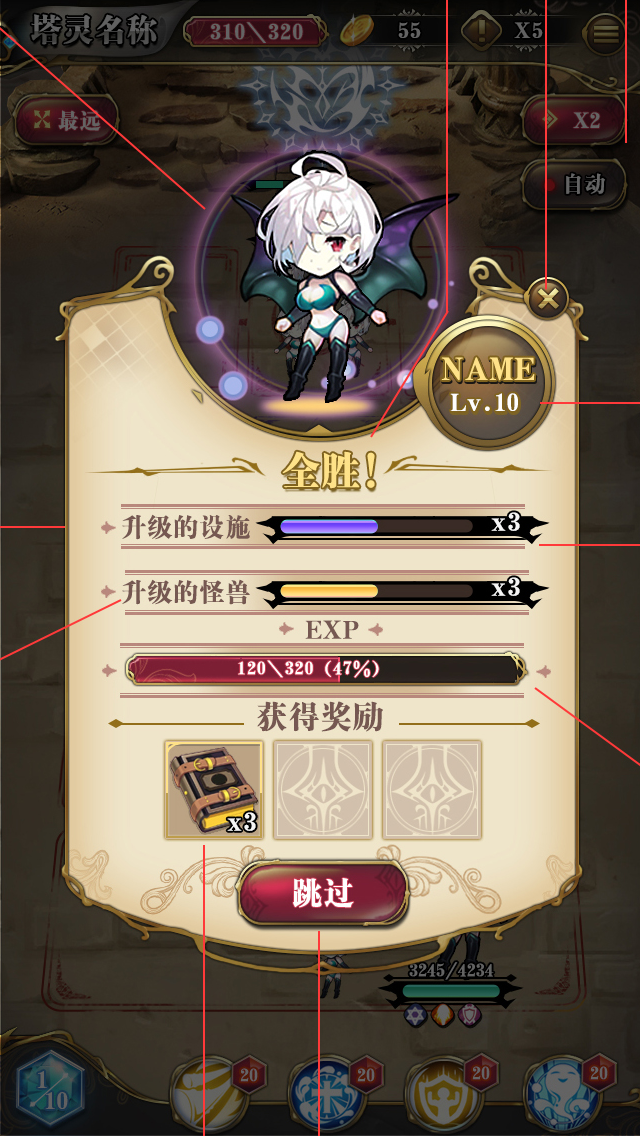 塔灵名称 310\320 55 X5
最远 X2
自动
NAME
Lv.10
全胜!
升级的设施 x3
升级的怪兽 x3
EXP
120\320 (47%)
获得奖励
x3
跳过
3245/4234
1/10 20 20 20 20